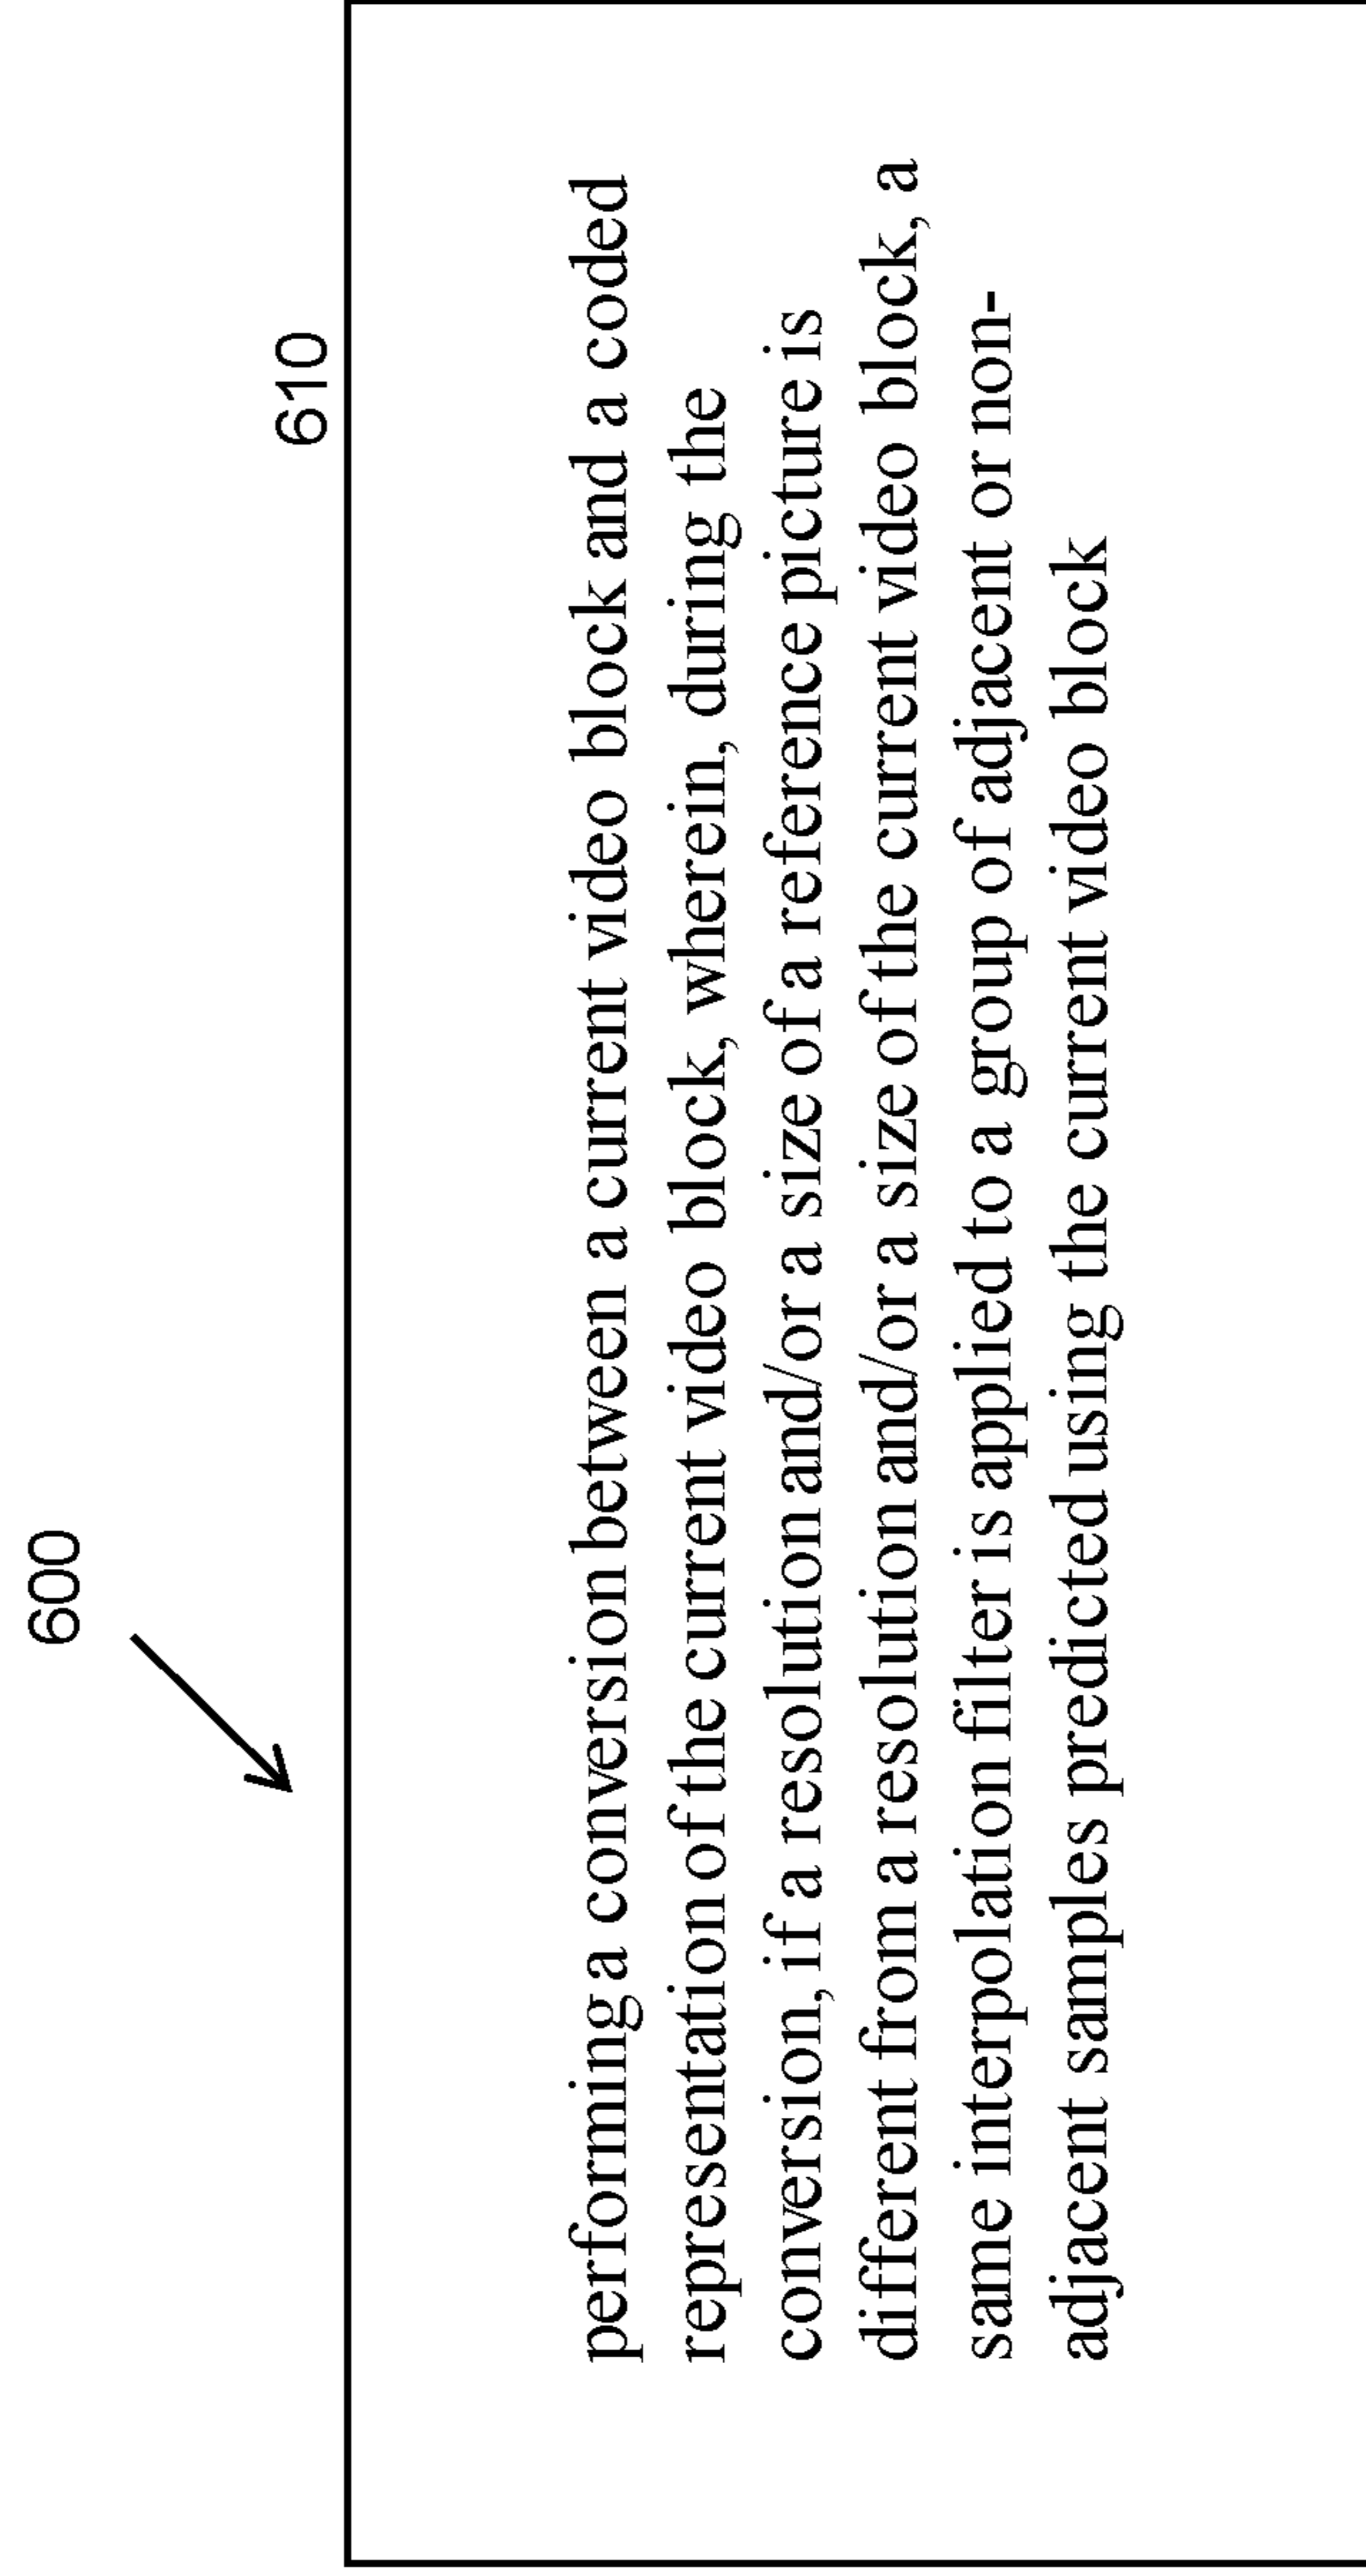 600
610
performing a conversion between a current video block and a coded
representation of the current video block, wherein, during the
conversion, if a resolution and/or a size of a reference picture is
different from a resolution and/or a size of the current video block, a
same interpolation filter is applied to a group of adjacent or non-
adjacent samples predicted using the current video block